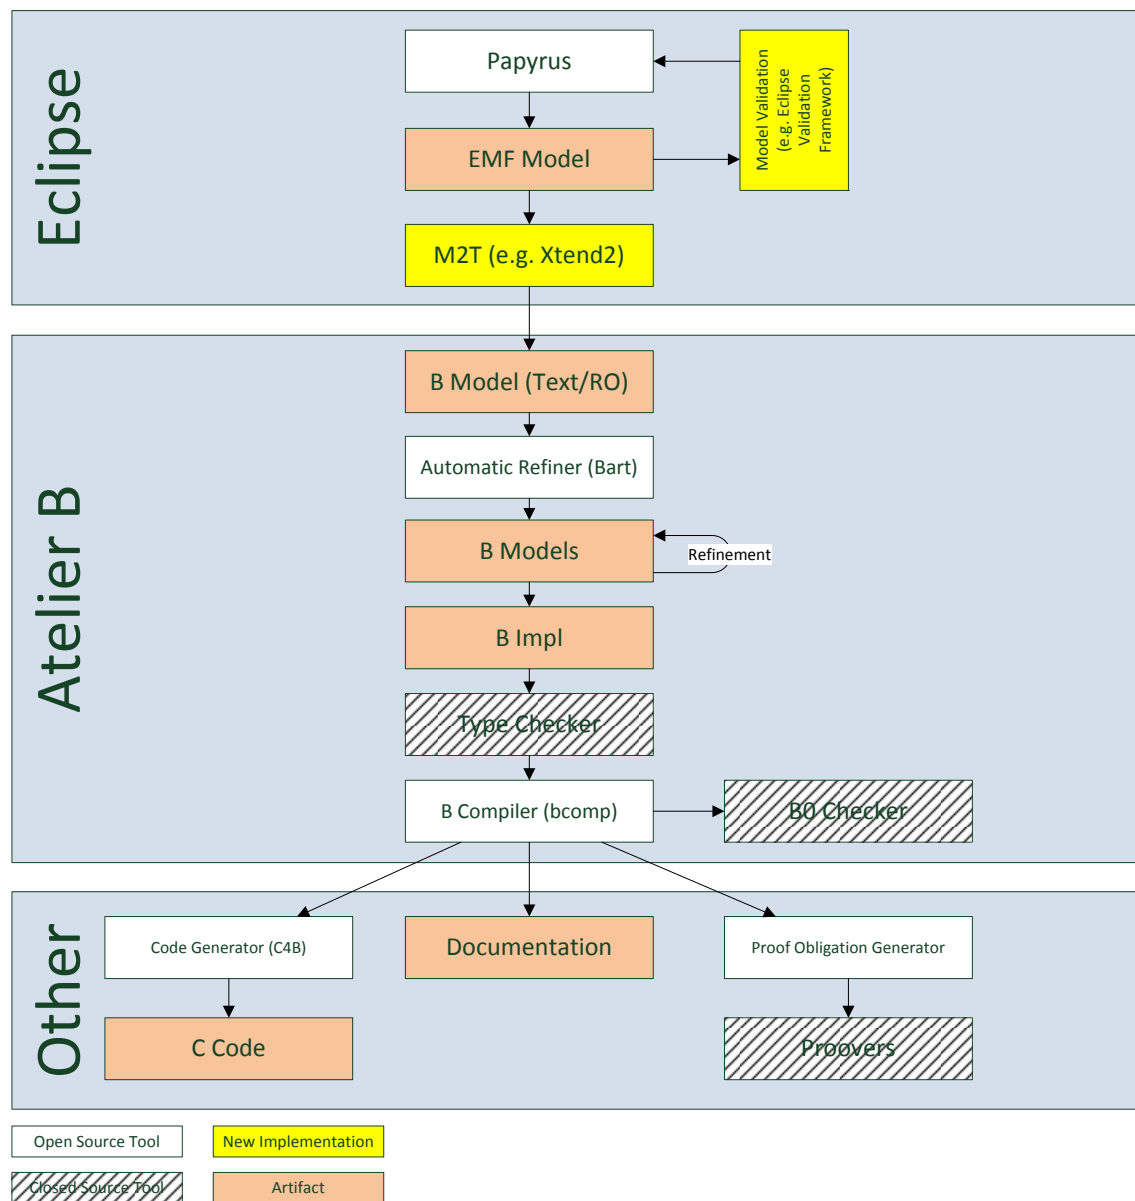 Eclipse
Papyrus
Model Validation
(e.g. Eclipse
Validation
Framework)
EMF Model
M2T (e.g. Xtend2)
Atelier B
B Model (Text/RO)
Automatic Refiner (Bart)
B Models
Refinement
B Impl
Type Checker
B Compiler (bcomp)
B0 Checker
Other
Code Generator (C4B)
Documentation
Proof Obligation Generator
C Code
Proovers
Open Source Tool
New Implementation
Closed Source Tool
Artifact